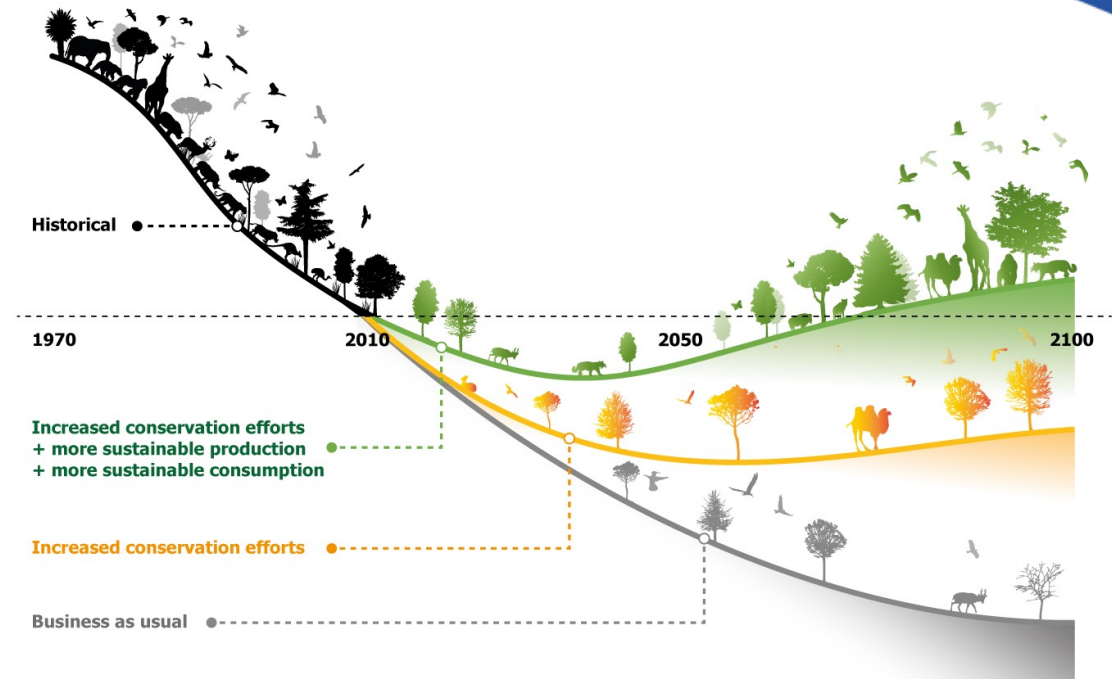 Historical
1970
2010
2050
2100
Increased conservation efforts
+ more sustainable production
+ more sustainable consumption
Increased conservation efforts
Business as usual